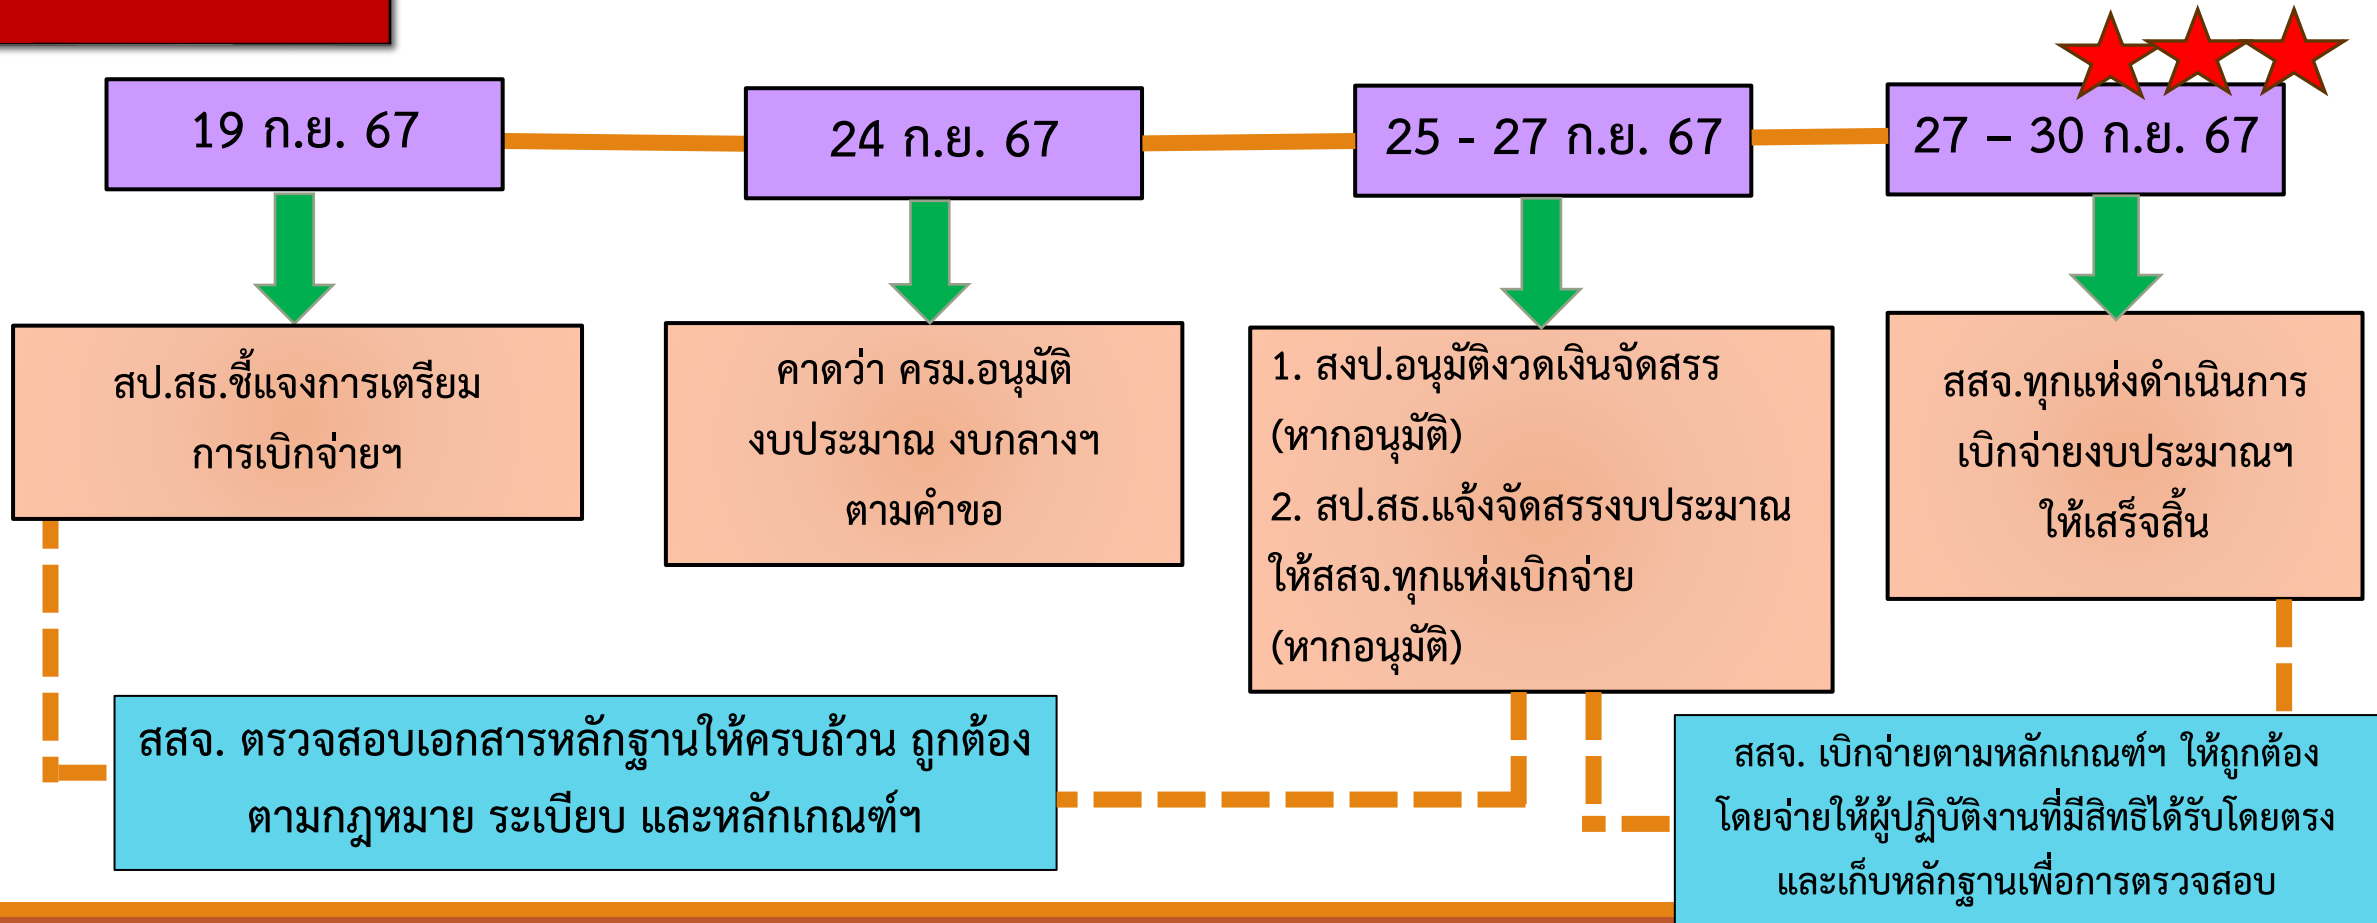 19 ก.ย. 67
24 ก.ย. 67
25 - 27 ก.ย. 67
27 – 30 ก.ย. 67
สป.สธ.ชี้แจงการเตรียม
การเบิกจ่ายฯ
คาดว่า ครม.อนุมัติ
งบประมาณ งบกลางฯ
ตามคำขอ
1. สงป.อนุมัติงวดเงินจัดสรร
(หากอนุมัติ)
2. สป.สธ.แจ้งจัดสรรงบประมาณ
ให้สสจ.ทุกแห่งเบิกจ่าย
(หากอนุมัติ)
สสจ.ทุกแห่งดำเนินการ
เบิกจ่ายงบประมาณฯ
ให้เสร็จสิ้น
สสจ. ตรวจสอบเอกสารหลักฐานให้ครบถ้วน ถูกต้อง
ตามกฎหมาย ระเบียบ และหลักเกณฑ์ฯ
สสจ. เบิกจ่ายตามหลักเกณฑ์ฯ ให้ถูกต้อง
โดยจ่ายให้ผู้ปฏิบัติงานที่มีสิทธิได้รับโดยตรง
และเก็บหลักฐานเพื่อการตรวจสอบ